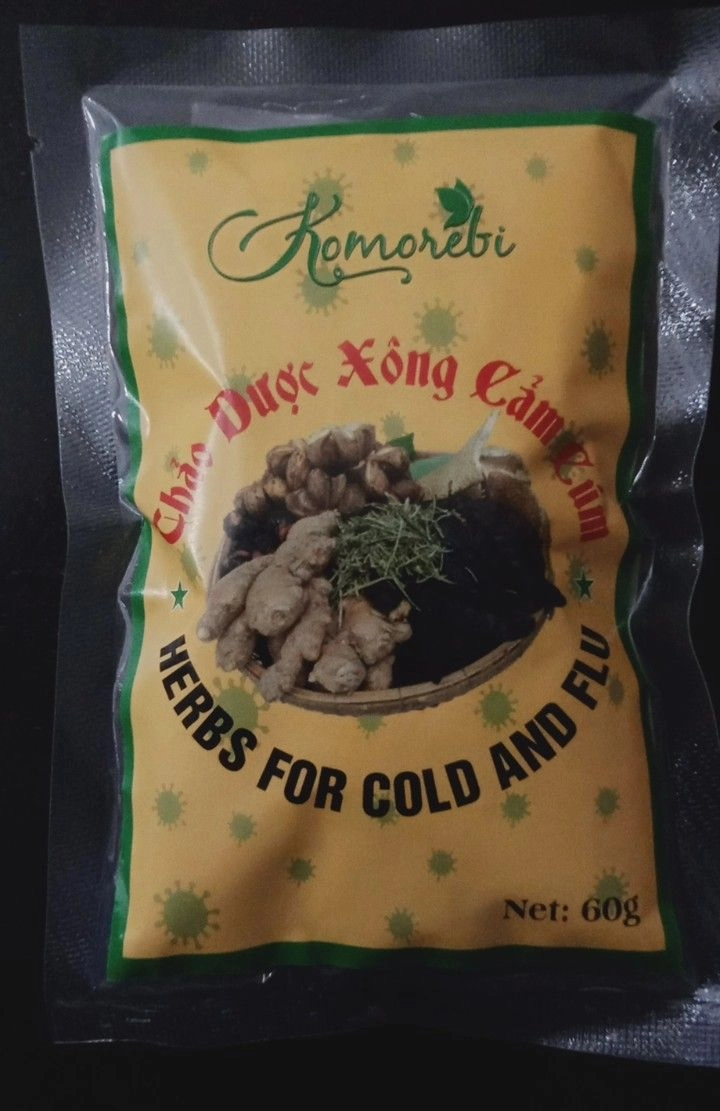 Komorebi
Thảo Dược Xông Cảm Cúm
HERBS FOR COLD AND FLU
Net: 60g